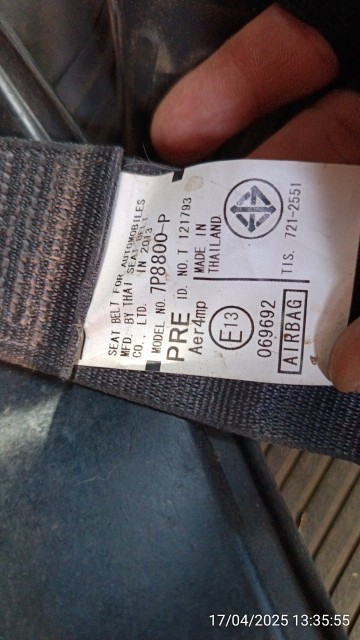 SEAT BELT FOR AUTOMOBILES
MFD. BY THAI SEAT BELT
CO., LTD. IN 2013
MODEL NO. 7P8800-P
PRE ID. NO. T 121793
Aer4mp
MADE IN
THAILAND.
E13
069692
TIS. 721-2551
AIRBAG
17/04/2025 13:35:55